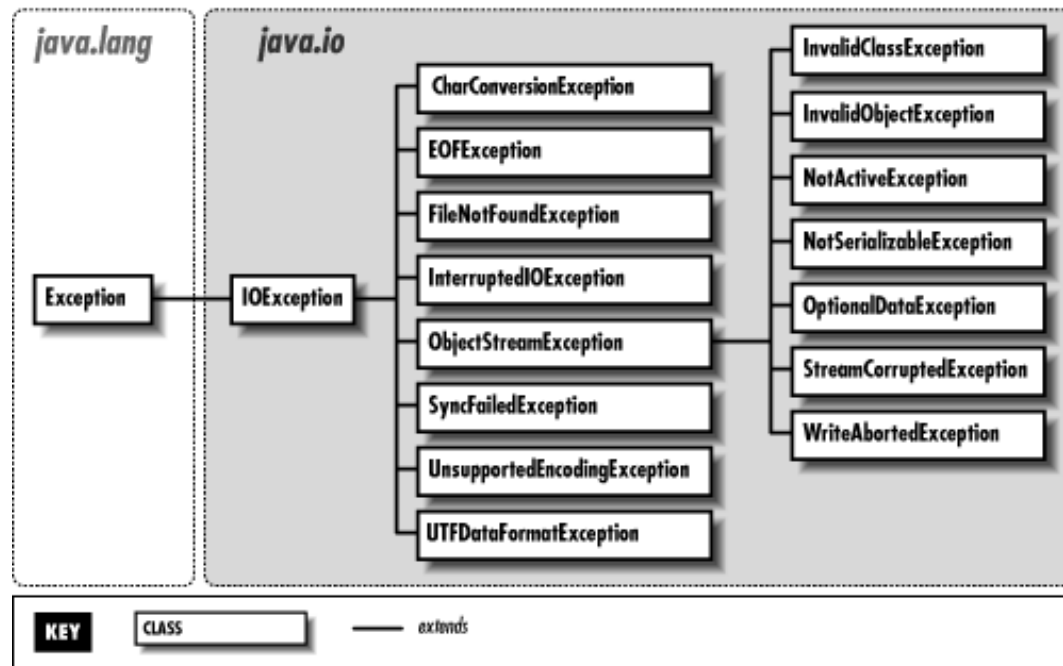 java.lang
java.io
Exception
IOException
CharConversionException
EOFException
FileNotFoundException
InterruptedIOException
ObjectStreamException
SyncFailedException
UnsupportedEncodingException
UTFDataFormatException
InvalidClassException
InvalidObjectException
NotActiveException
NotSerializableException
OptionalDataException
StreamCorruptedException
WriteAbortedException
KEY
CLASS
extends